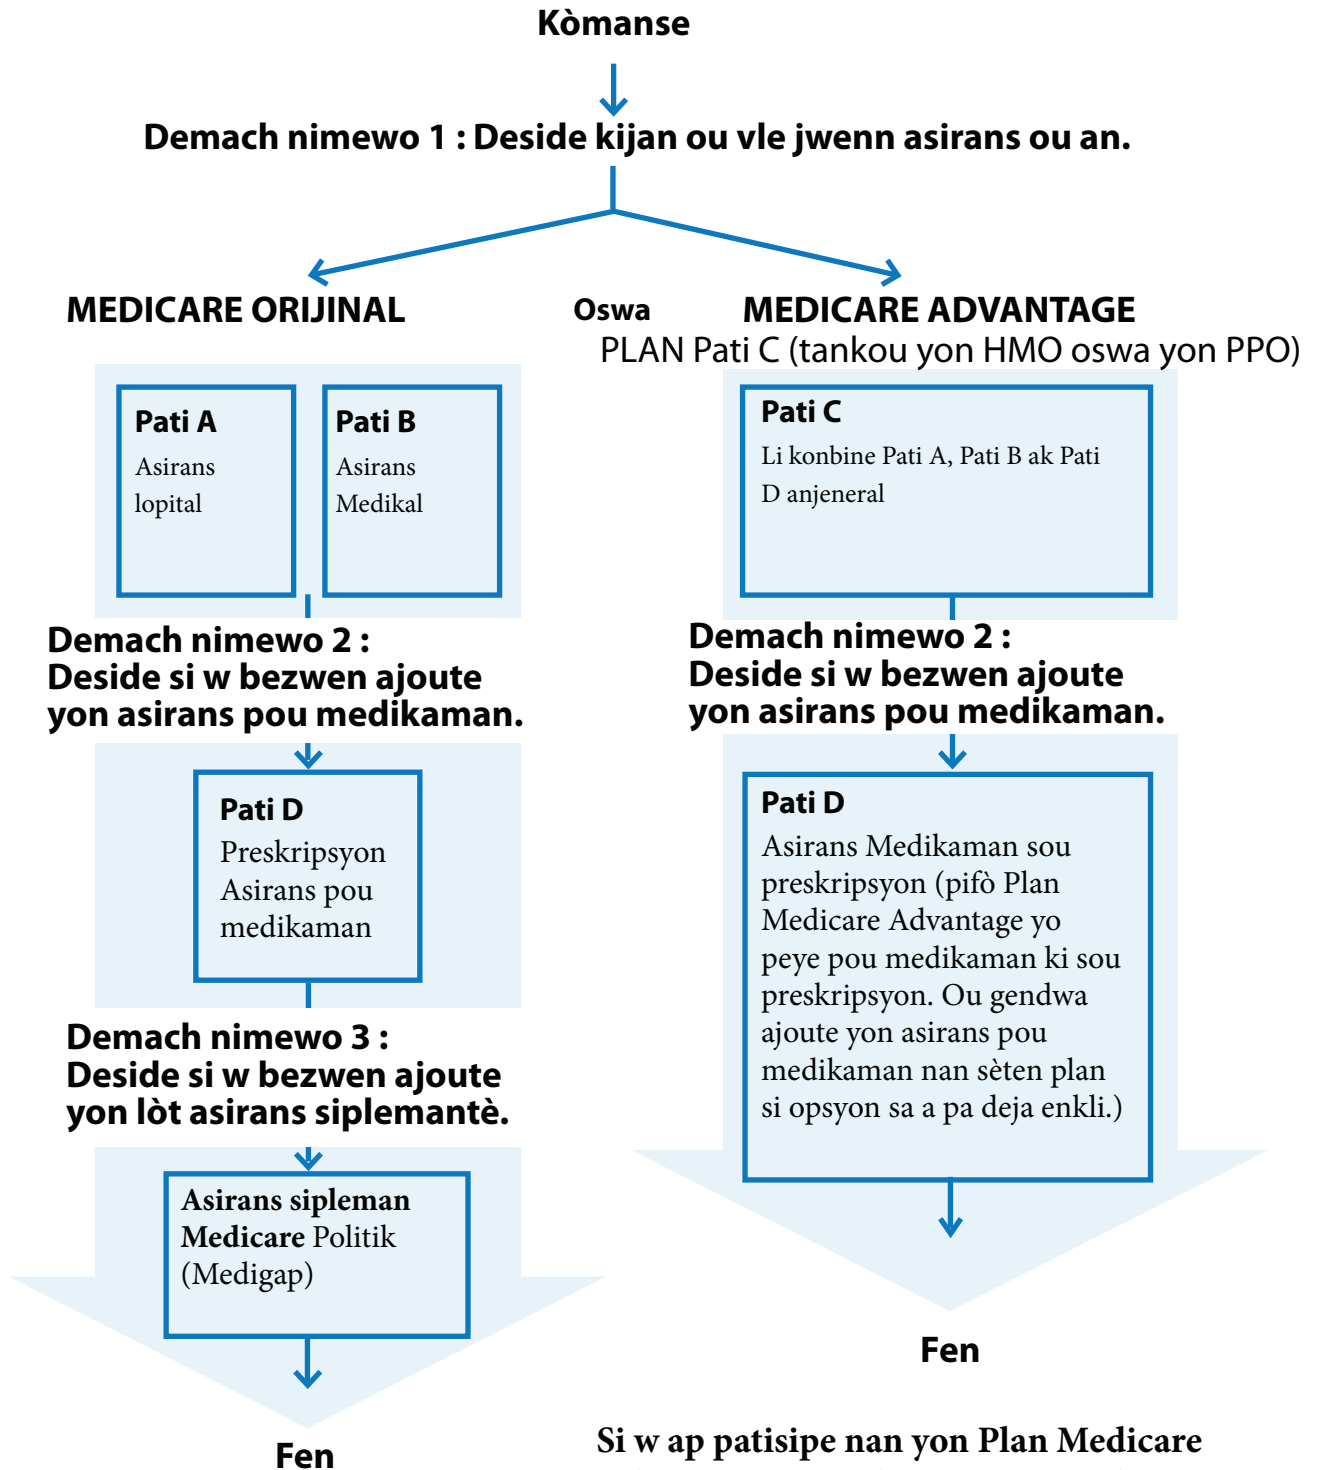 Kòmanse
Demach nimewo 1 : Deside kijan ou vle jwenn asirans ou an.
MEDICARE ORIJINAL
Oswa
MEDICARE ADVANTAGE
PLAN Pati C (tankou yon HMO oswa yon PPO)
Pati A
Asirans
lopital
Pati B
Asirans
Medikal
Pati C
Li konbine Pati A, Pati B ak Pati
D anjeneral
Demach nimewo 2 :
Deside si w bezwen ajoute
yon asirans pou medikaman.
Pati D
Preskripsyon
Asirans pou
medikaman
Demach nimewo 3 :
Deside si w bezwen ajoute
yon lòt asirans siplemantè.
Asirans sipleman
Medicare Politik
(Medigap)
Fen
Demach nimewo 2 :
Deside si w bezwen ajoute
yon asirans pou medikaman.
Pati D
Asirans Medikaman sou
preskripsyon (pifò Plan
Medicare Advantage yo
peye pou medikaman ki sou
preskripsyon. Ou gendwa
ajoute yon asirans pou
medikaman nan sèten plan
si opsyon sa a pa deja enkli.)
Fen
Si w ap patisipe nan yon Plan Medicare